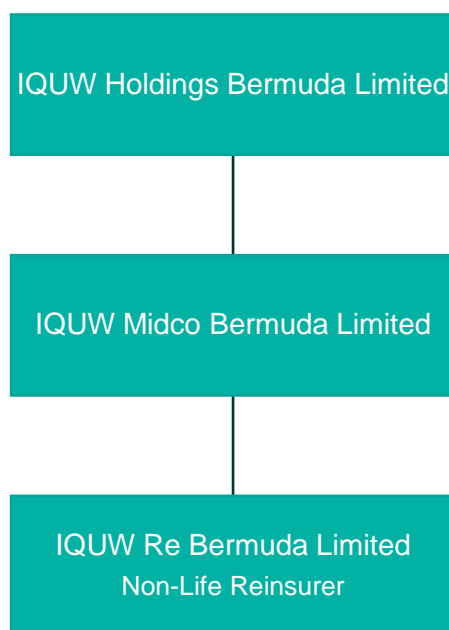 IQUW Holdings Bermuda Limited
IQUW Midco Bermuda Limited
IQUW Re Bermuda Limited
Non-Life Reinsurer